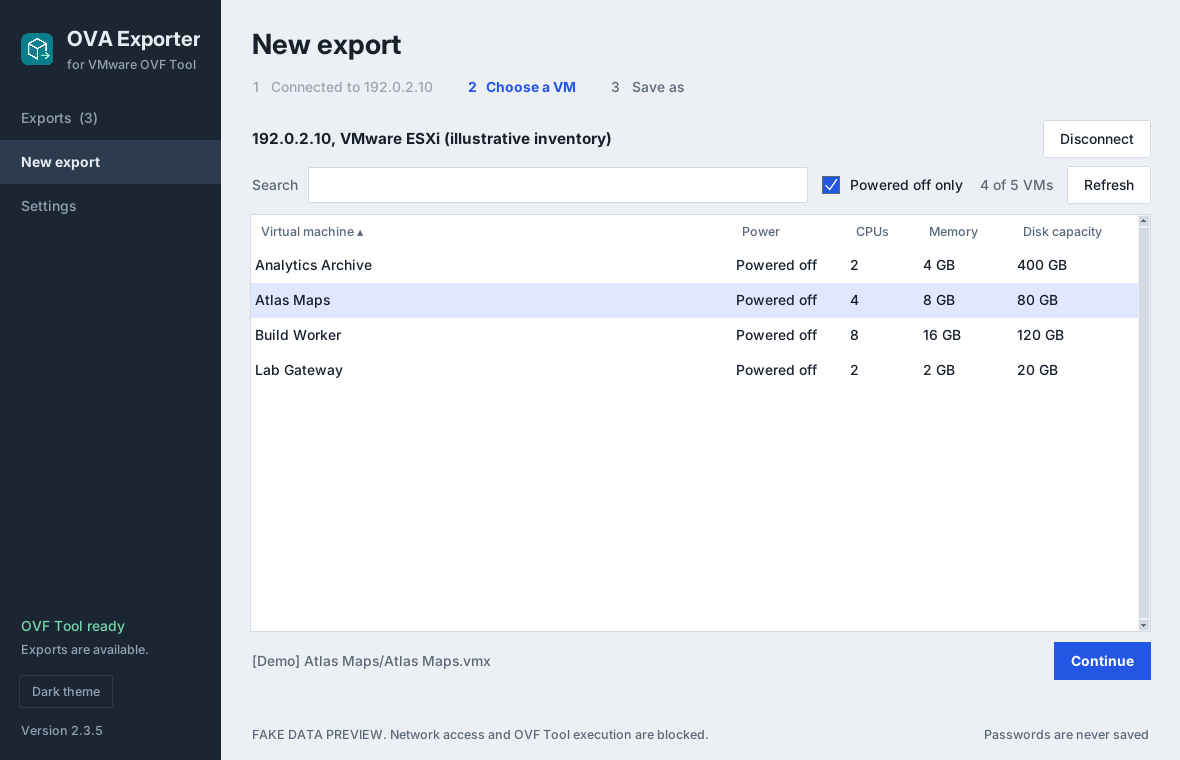 OVA Exporter
for VMware OVF Tool
Exports (3)
New export
Settings
OVF Tool ready
Exports are available.
Dark theme
Version 2.3.5
New export
1 Connected to 192.0.2.10 2 Choose a VM 3 Save as
192.0.2.10, VMware ESXi (illustrative inventory) Disconnect
Search Powered off only 4 of 5 VMs Refresh
Virtual machine ▴ Power CPUs Memory Disk capacity
Analytics Archive Powered off 2 4 GB 400 GB
Atlas Maps Powered off 4 8 GB 80 GB
Build Worker Powered off 8 16 GB 120 GB
Lab Gateway Powered off 2 2 GB 20 GB
[Demo] Atlas Maps/Atlas Maps.vmx Continue
FAKE DATA PREVIEW. Network access and OVF Tool execution are blocked. Passwords are never saved